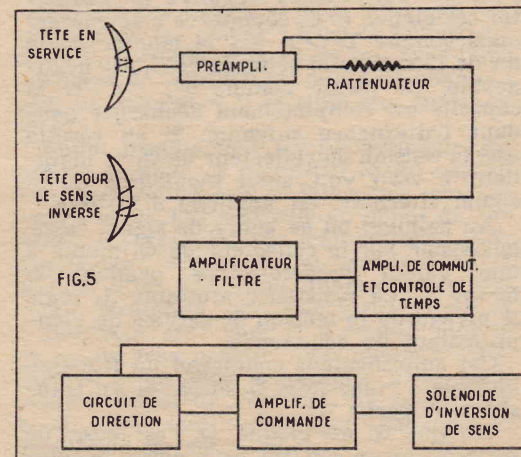 TETE EN
SERVICE
PREAMPLI.
R.ATTENUATEUR
TETE POUR
LE SENS
INVERSE
FIG.5
AMPLIFICATEUR
FILTRE
AMPLI. DE COMMUT.
ET CONTROLE DE
TEMPS
CIRCUIT DE
DIRECTION
AMPLIF. DE
COMMANDE
SOLENOIDE
D'INVERSION
DE SENS